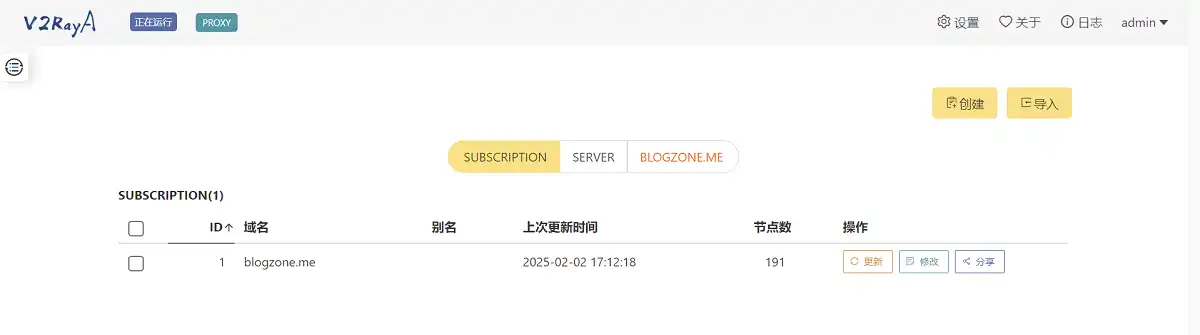 V2RayA 正在运行 PROXY 设置 关于 日志 admin
创建 导入
SUBSCRIPTION SERVER BLOGZONE.ME
SUBSCRIPTION(1)
ID 域名 别名 上次更新时间 节点数 操作
1 blogzone.me 2025-02-02 17:12:18 191 更新 修改 分享